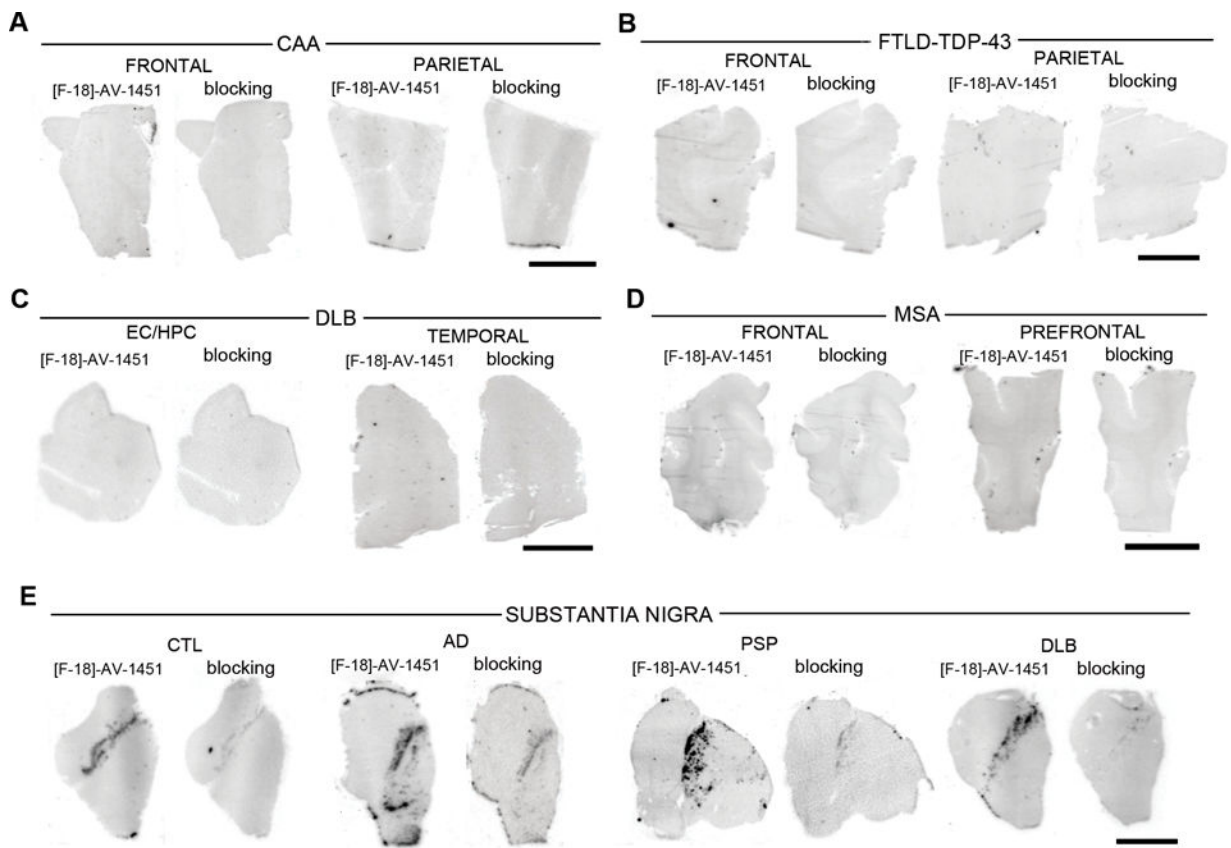 A
CAA
FRONTAL
[F-18]-AV-1451 blocking
PARIETAL
[F-18]-AV-1451 blocking
B
FTLD-TDP-43
FRONTAL
[F-18]-AV-1451 blocking
PARIETAL
[F-18]-AV-1451 blocking
C
DLB
EC/HPC
[F-18]-AV-1451 blocking
TEMPORAL
[F-18]-AV-1451 blocking
D
MSA
FRONTAL
[F-18]-AV-1451 blocking
PREFRONTAL
[F-18]-AV-1451 blocking
E
SUBSTANTIA NIGRA
CTL
[F-18]-AV-1451 blocking
AD
[F-18]-AV-1451 blocking
PSP
[F-18]-AV-1451 blocking
DLB
[F-18]-AV-1451 blocking